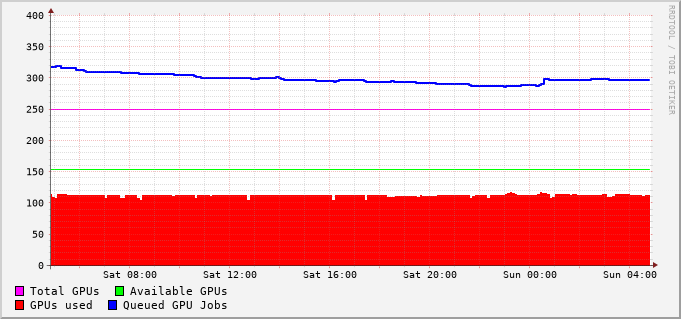 RRDTOOL / TOBI OETIKER
400
350
300
250
200
150
100
50
0
Sat 08:00 Sat 12:00 Sat 16:00 Sat 20:00 Sun 00:00 Sun 04:00
Total GPUs Available GPUs
GPUs used Queued GPU Jobs